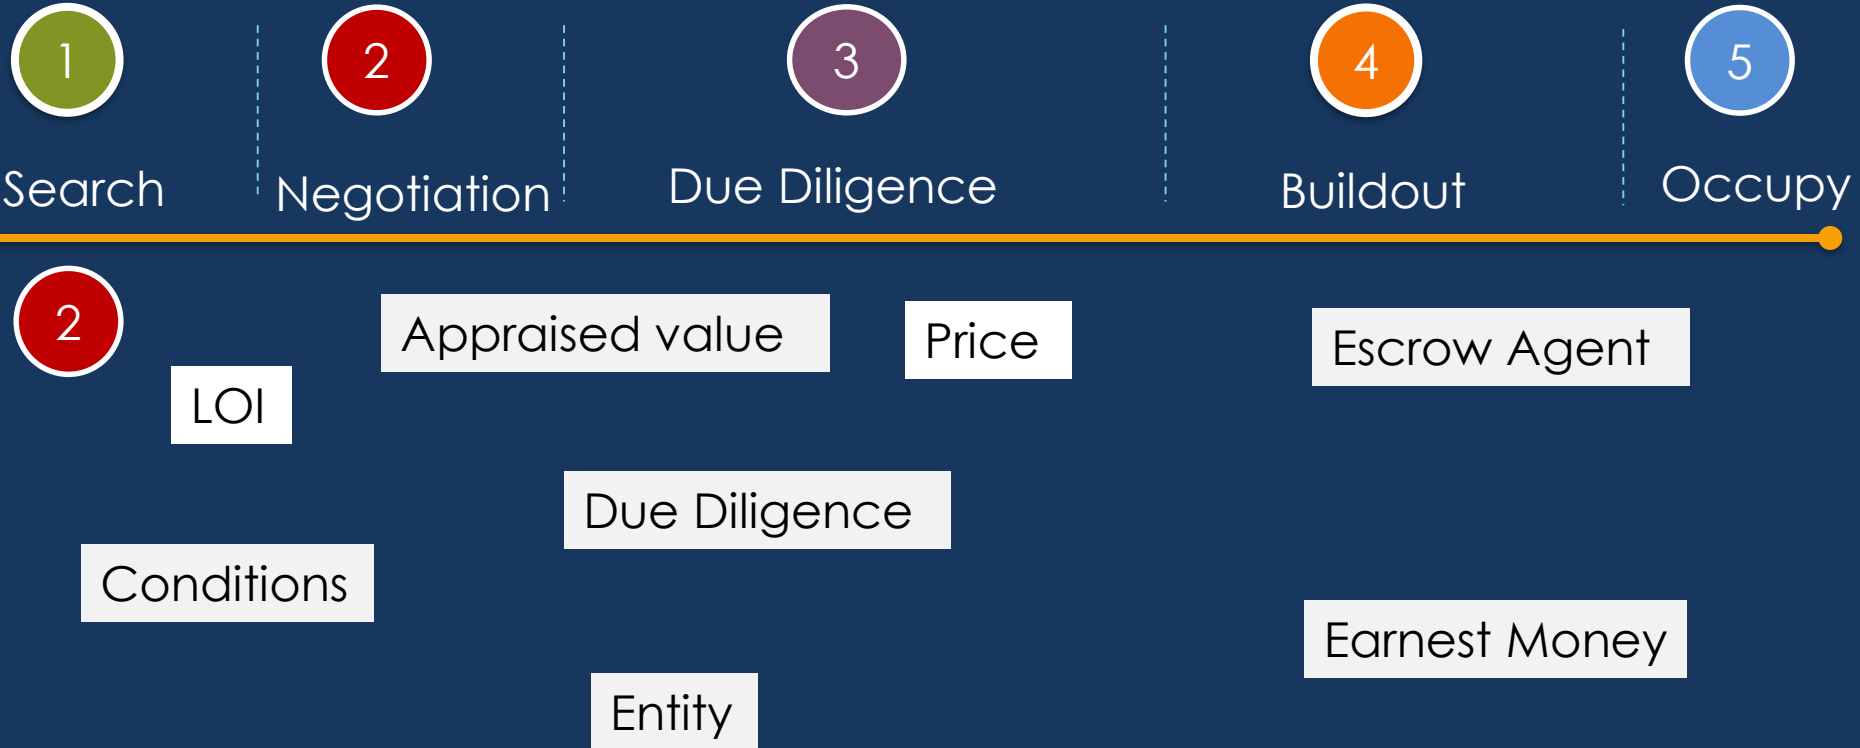 1
2
3
4
5
Search
Negotiation
Due Diligence
Buildout
Occupy
2
Appraised value
Price
Escrow Agent
LOI
Due Diligence
Conditions
Earnest Money
Entity